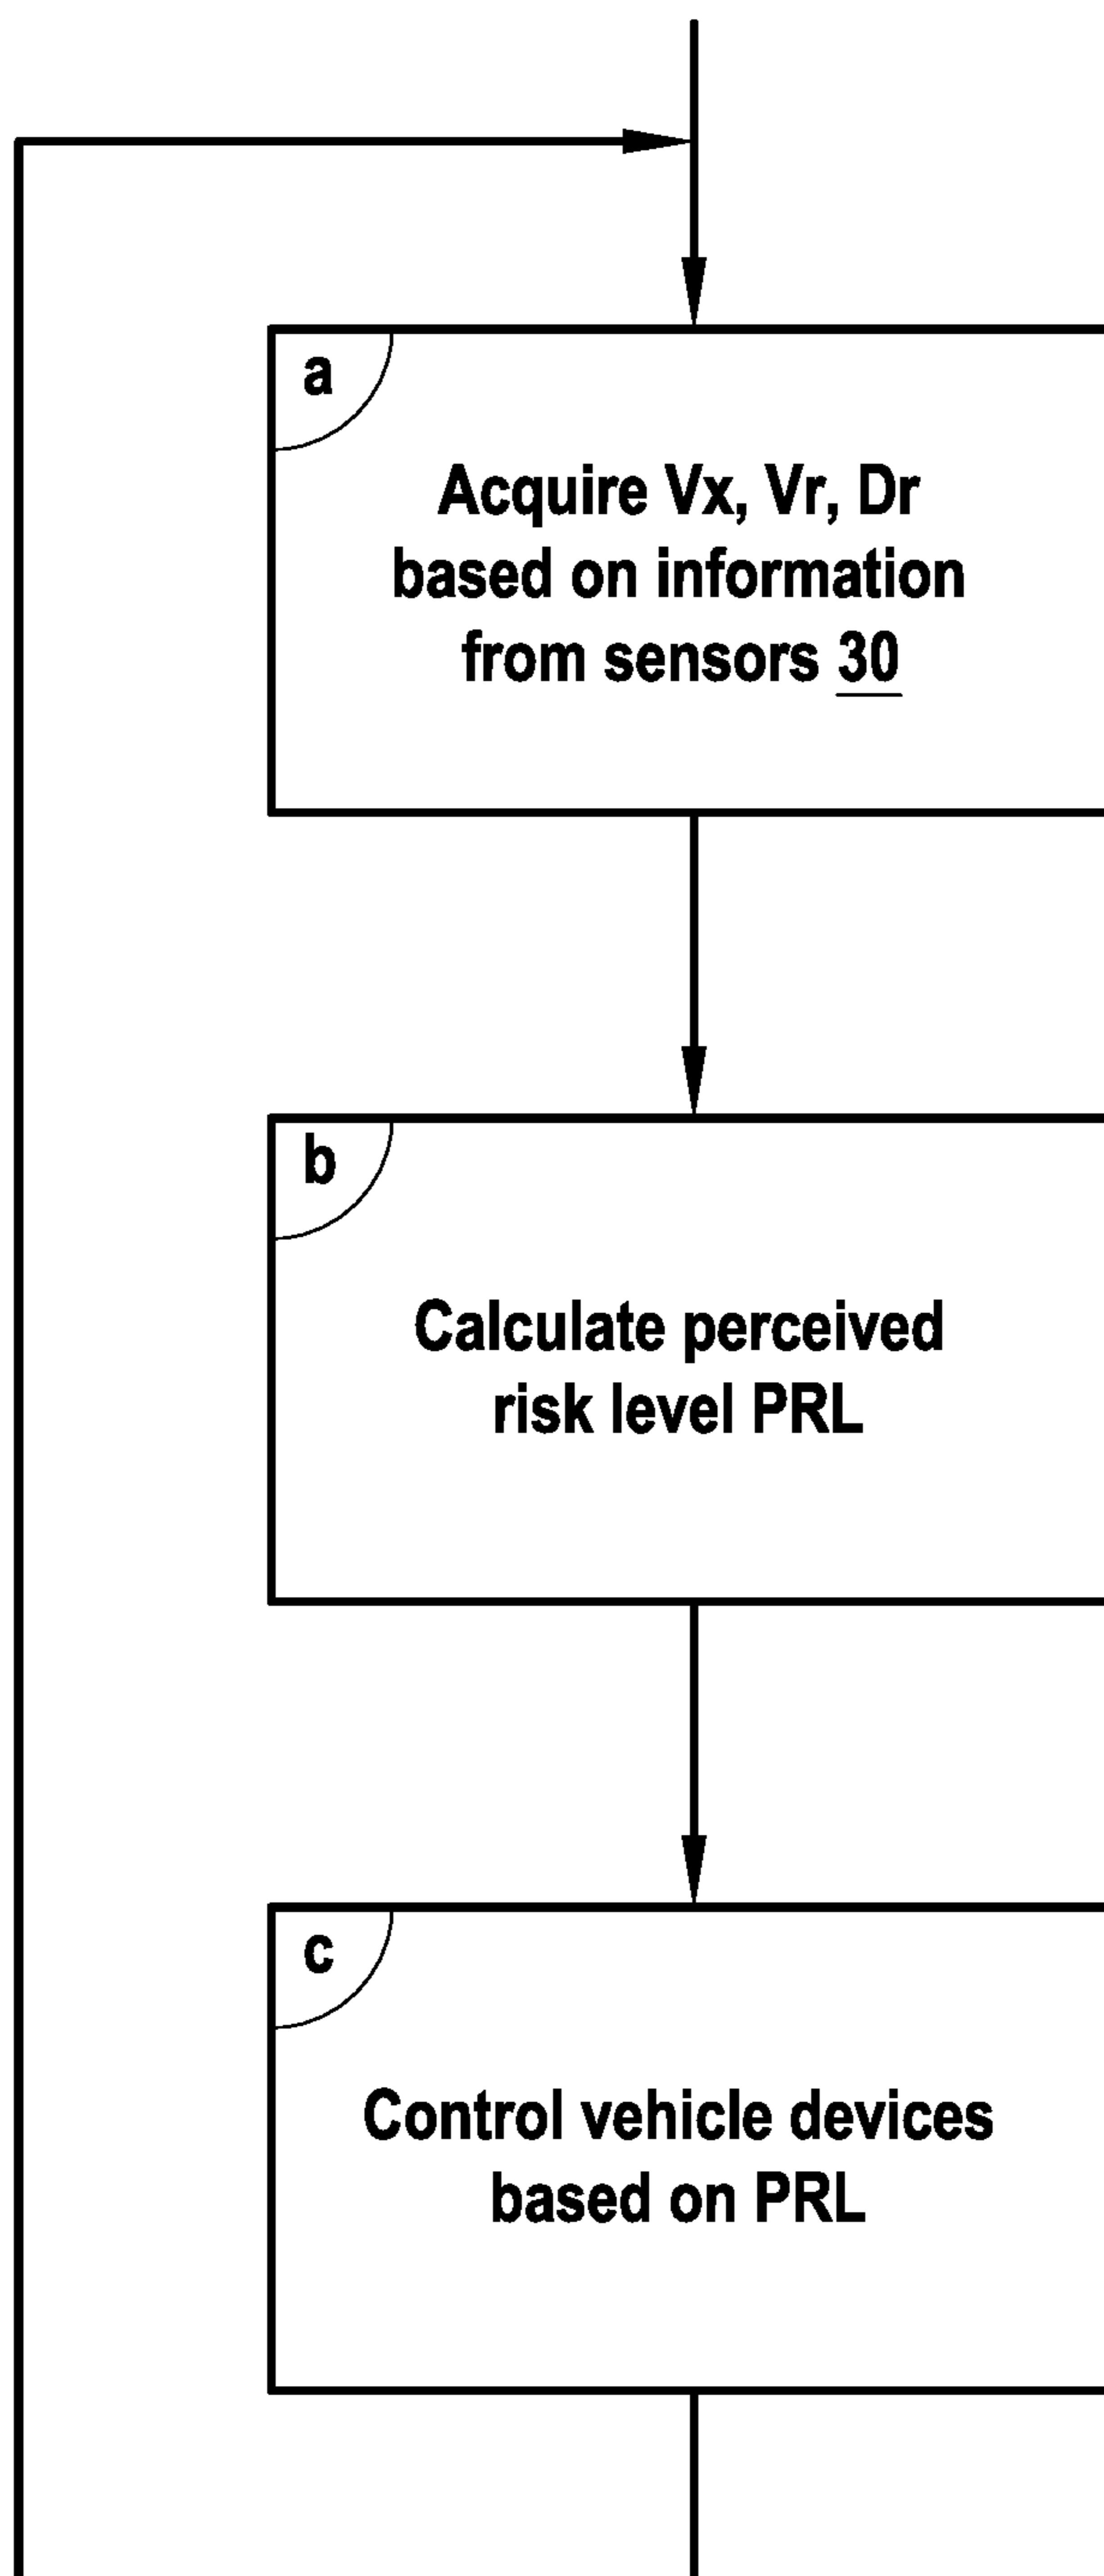 a
Acquire Vx, Vr, Dr
based on information
from sensors 30
b
Calculate perceived
risk level PRL
c
Control vehicle devices
based on PRL